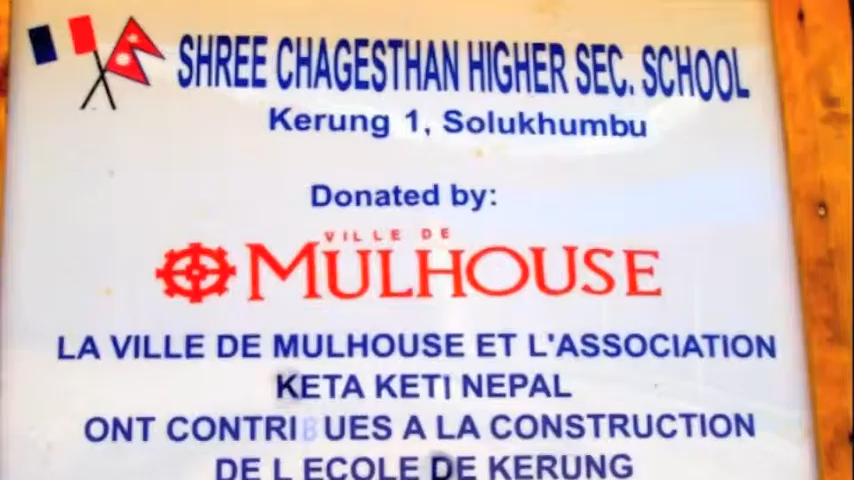 SHREE CHAGESTHAN HIGHER SEC. SCHOOL
Kerung 1, Solukhumbu
Donated by:
VILLE DE
MULHOUSE
LA VILLE DE MULHOUSE ET L'ASSOCIATION
KETA KETI NEPAL
ONT CONTRIBUES A LA CONSTRUCTION
DE L ECOLE DE KERUNG